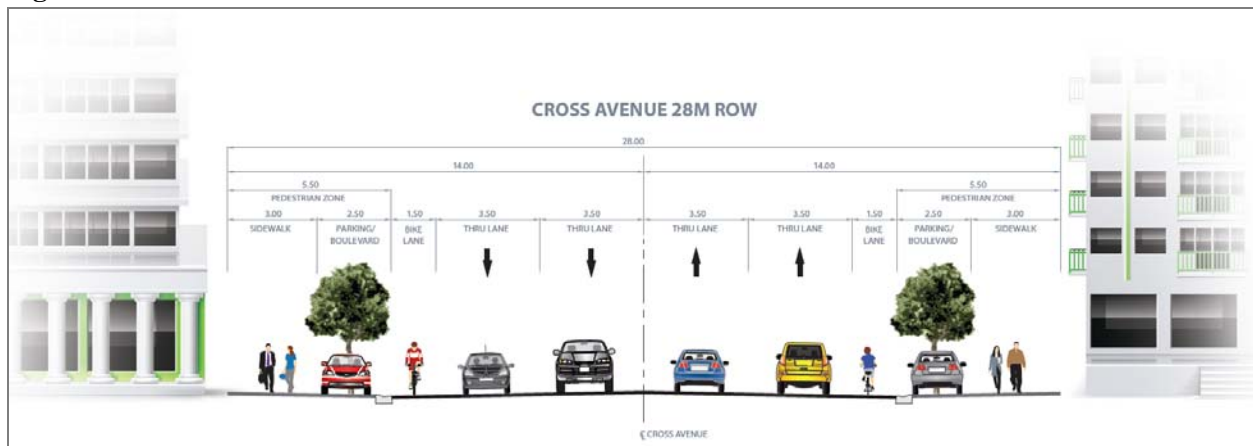 CROSS AVENUE 28M ROW
28.00
14.00 14.00
5.50 5.50
PEDESTRIAN ZONE PEDESTRIAN ZONE
3.00 2.50 1.50 3.50 3.50 3.50 3.50 1.50 2.50 3.00
SIDEWALK PARKING/ BIKE THRU LANE THRU LANE THRU LANE THRU LANE BIKE PARKING/ SIDEWALK
BOULEVARD LANE LANE BOULEVARD
℄ CROSS AVENUE